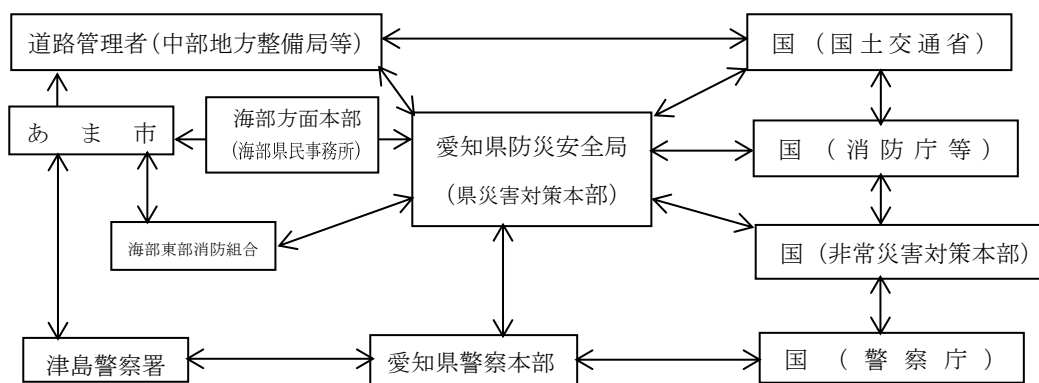 道路管理者(中部地方整備局等)
国(国土交通省)
あま市
海部方面本部
(海部県民事務所)
愛知県防災安全局
(県災害対策本部)
国(消防庁等)
海部東部消防組合
国(非常災害対策本部)
津島警察署
愛知県警察本部
国(警察庁)